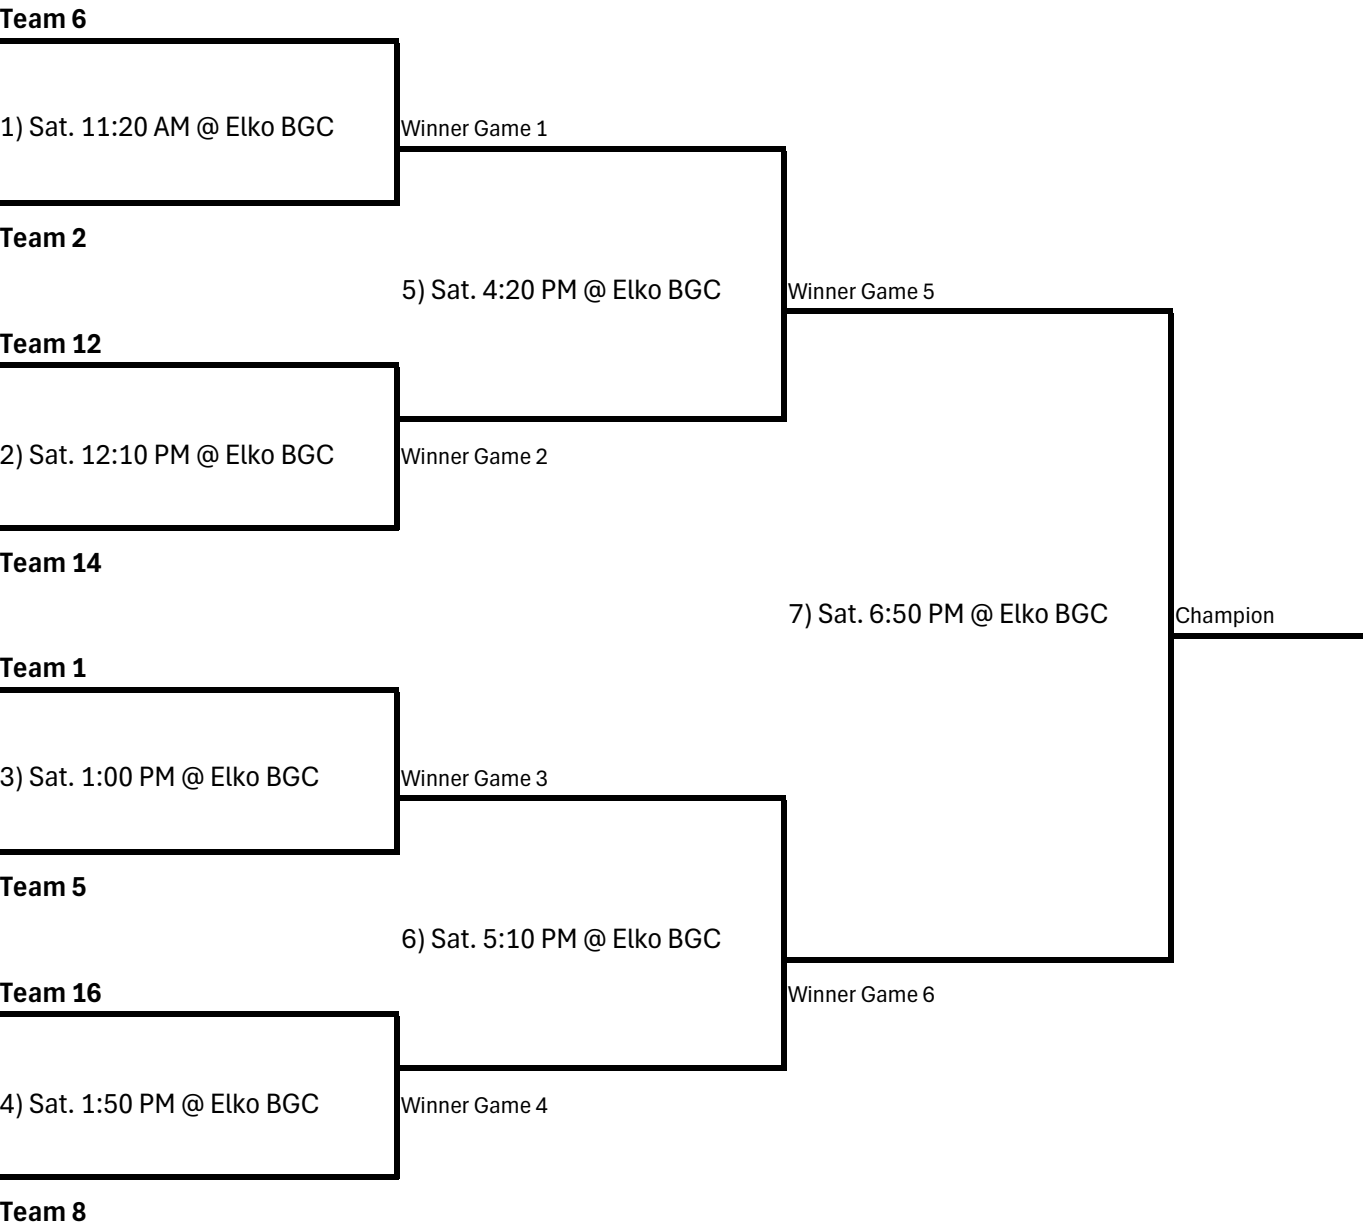 Team 6
1) Sat. 11:20 AM @ Elko BGC
Winner Game 1
Team 2
5) Sat. 4:20 PM @ Elko BGC
Winner Game 5
Team 12
2) Sat. 12:10 PM @ Elko BGC
Winner Game 2
Team 14
7) Sat. 6:50 PM @ Elko BGC
Champion
Team 1
3) Sat. 1:00 PM @ Elko BGC
Winner Game 3
Team 5
6) Sat. 5:10 PM @ Elko BGC
Team 16
Winner Game 6
4) Sat. 1:50 PM @ Elko BGC
Winner Game 4
Team 8